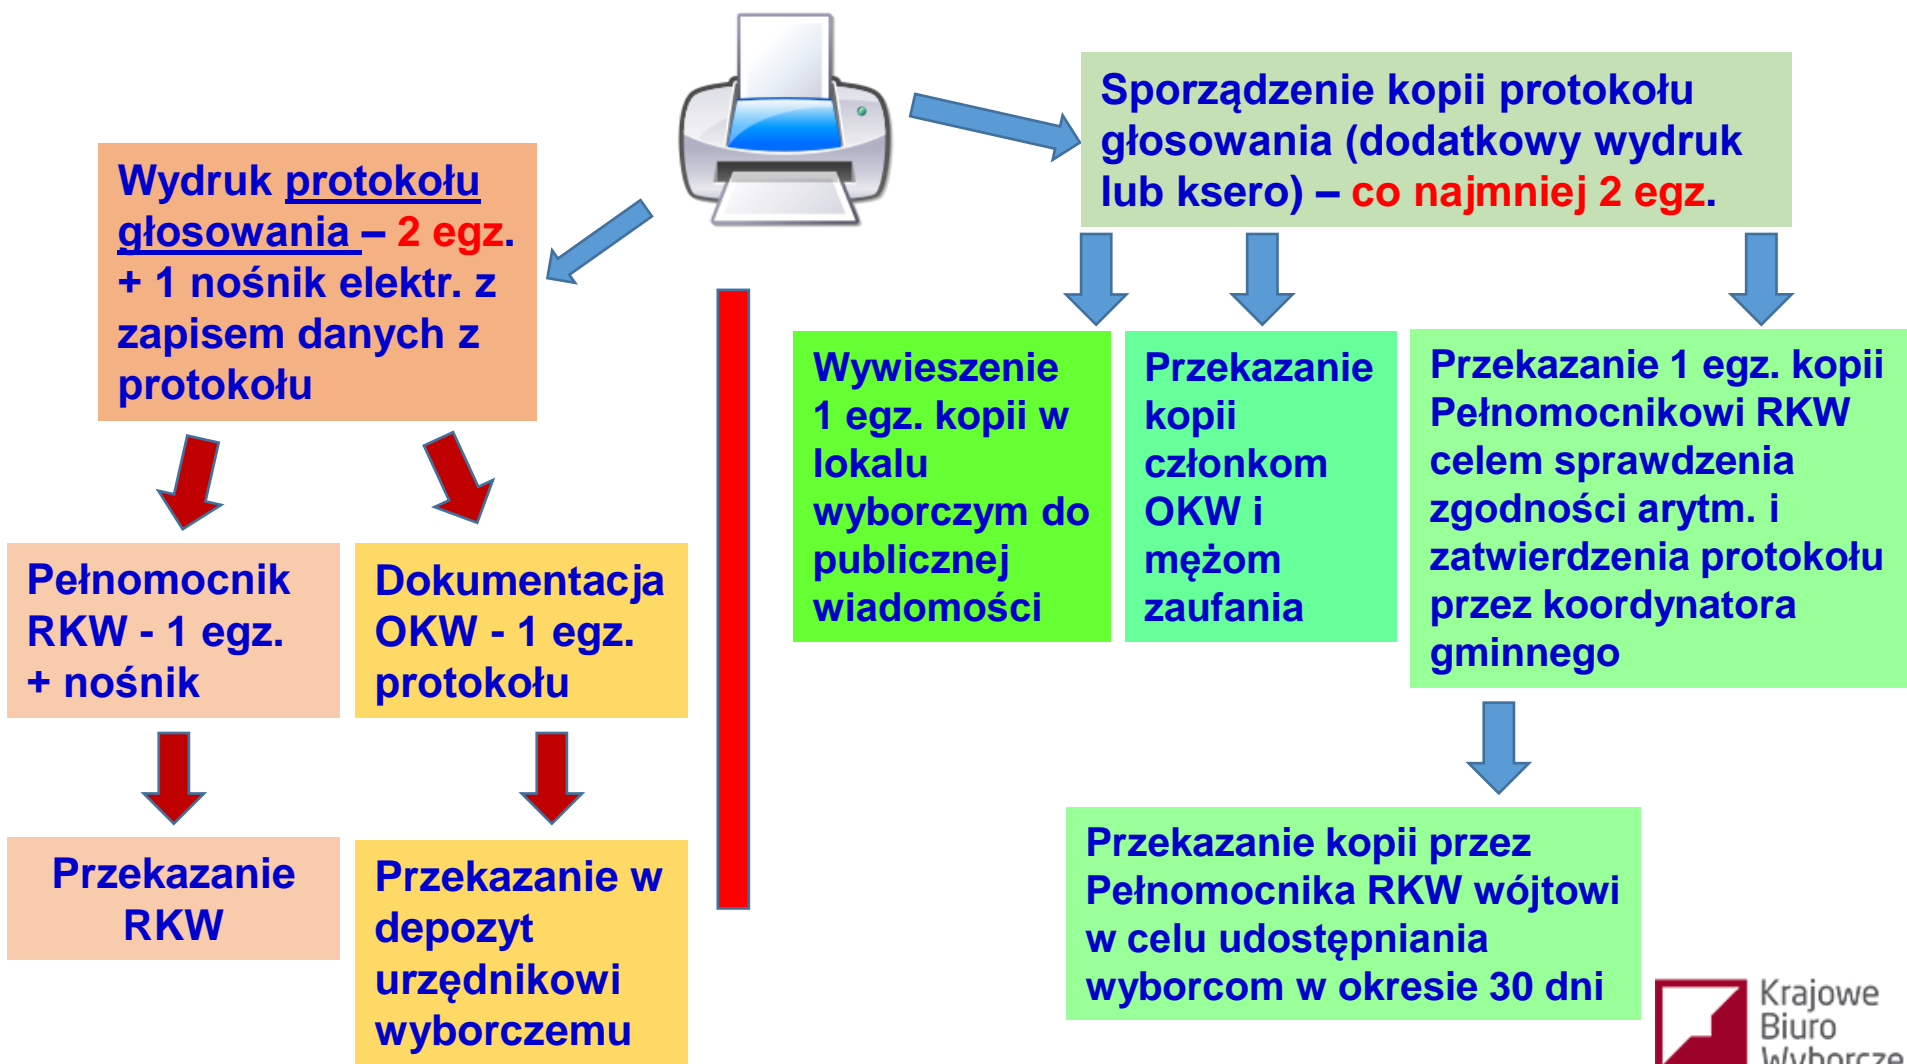 Wydruk protokołu
głosowania – 2 egz.
+ 1 nośnik elektr. z
zapisem danych z
protokołu
Pełnomocnik
RKW - 1 egz.
+ nośnik
Dokumentacja
OKW - 1 egz.
protokołu
Przekazanie
RKW
Przekazanie w
depozyt
urzędnikowi
wyborczemu
Sporządzenie kopii protokołu
głosowania (dodatkowy wydruk
lub ksero) – co najmniej 2 egz.
Wywieszenie
1 egz. kopii w
lokalu
wyborczym do
publicznej
wiadomości
Przekazanie
kopii
członkom
OKW i
mężom
zaufania
Przekazanie 1 egz. kopii
Pełnomocnikowi RKW
celem sprawdzenia
zgodności arytm. i
zatwierdzenia protokołu
przez koordynatora
gminnego
Przekazanie kopii przez
Pełnomocnika RKW wójtowi
w celu udostępniania
wyborcom w okresie 30 dni
Krajowe
Biuro
Wyborcze